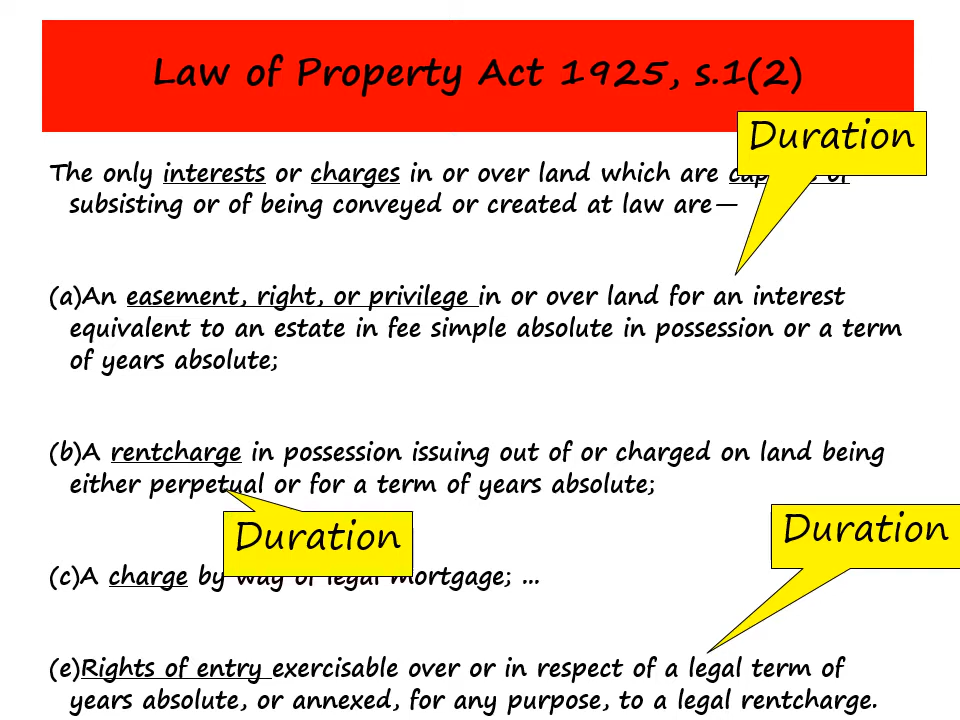 Law of Property Act 1925, s.1(2)
Duration
The only interests or charges in or over land which are
subsisting or of being conveyed or created at law are—
(a)An easement, right, or privilege in or over land for an interest
equivalent to an estate in fee simple absolute in possession or a term
of years absolute;
(b)A rentcharge in possession issuing out of or charged on land being
either perpetual or for a term of years absolute;
Duration
Duration
(c)A charge by way of legal mortgage; ...
(e)Rights of entry exercisable over or in respect of a legal term of
years absolute, or annexed, for any purpose, to a legal rentcharge.